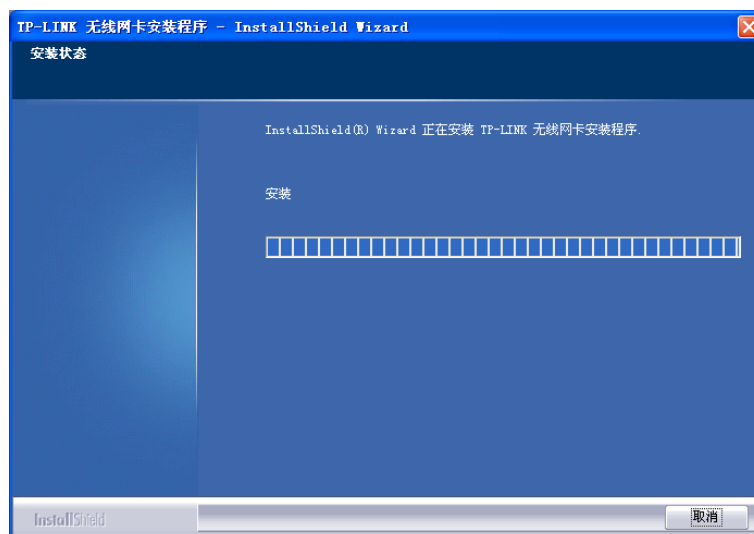 TP-LINK 无线网卡安装程序 - InstallShield Wizard
安装状态
InstallShield(R) Wizard 正在安装 TP-LINK 无线网卡安装程序.
安装
InstallShield
取消